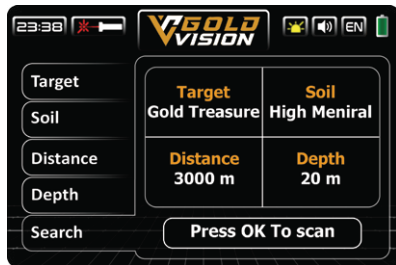 23:38
GOLD
VISION
EN
Target
Soil
Distance
Depth
Search
Target
Gold Treasure
Soil
High Meniral
Distance
3000 m
Depth
20 m
Press OK To scan